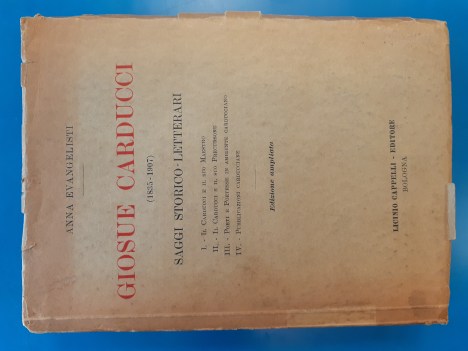 ANNA EVANGELISTI
GIOSUE CARDUCCI
(1835-1907)
SAGGI STORICO-LETTERARI
I. - IL CARDUCCI E IL SUO MAESTRO
II. - IL CARDUCCI E IL SUO PRECURSORE
III. - POETI E POETESSE IN AMBIENTE CARDUCCIANO
IV. - PUBBLICAZIONI CARDUCCIANE
Edizione ampliata
LICINIO CAPPELLI - EDITORE
BOLOGNA